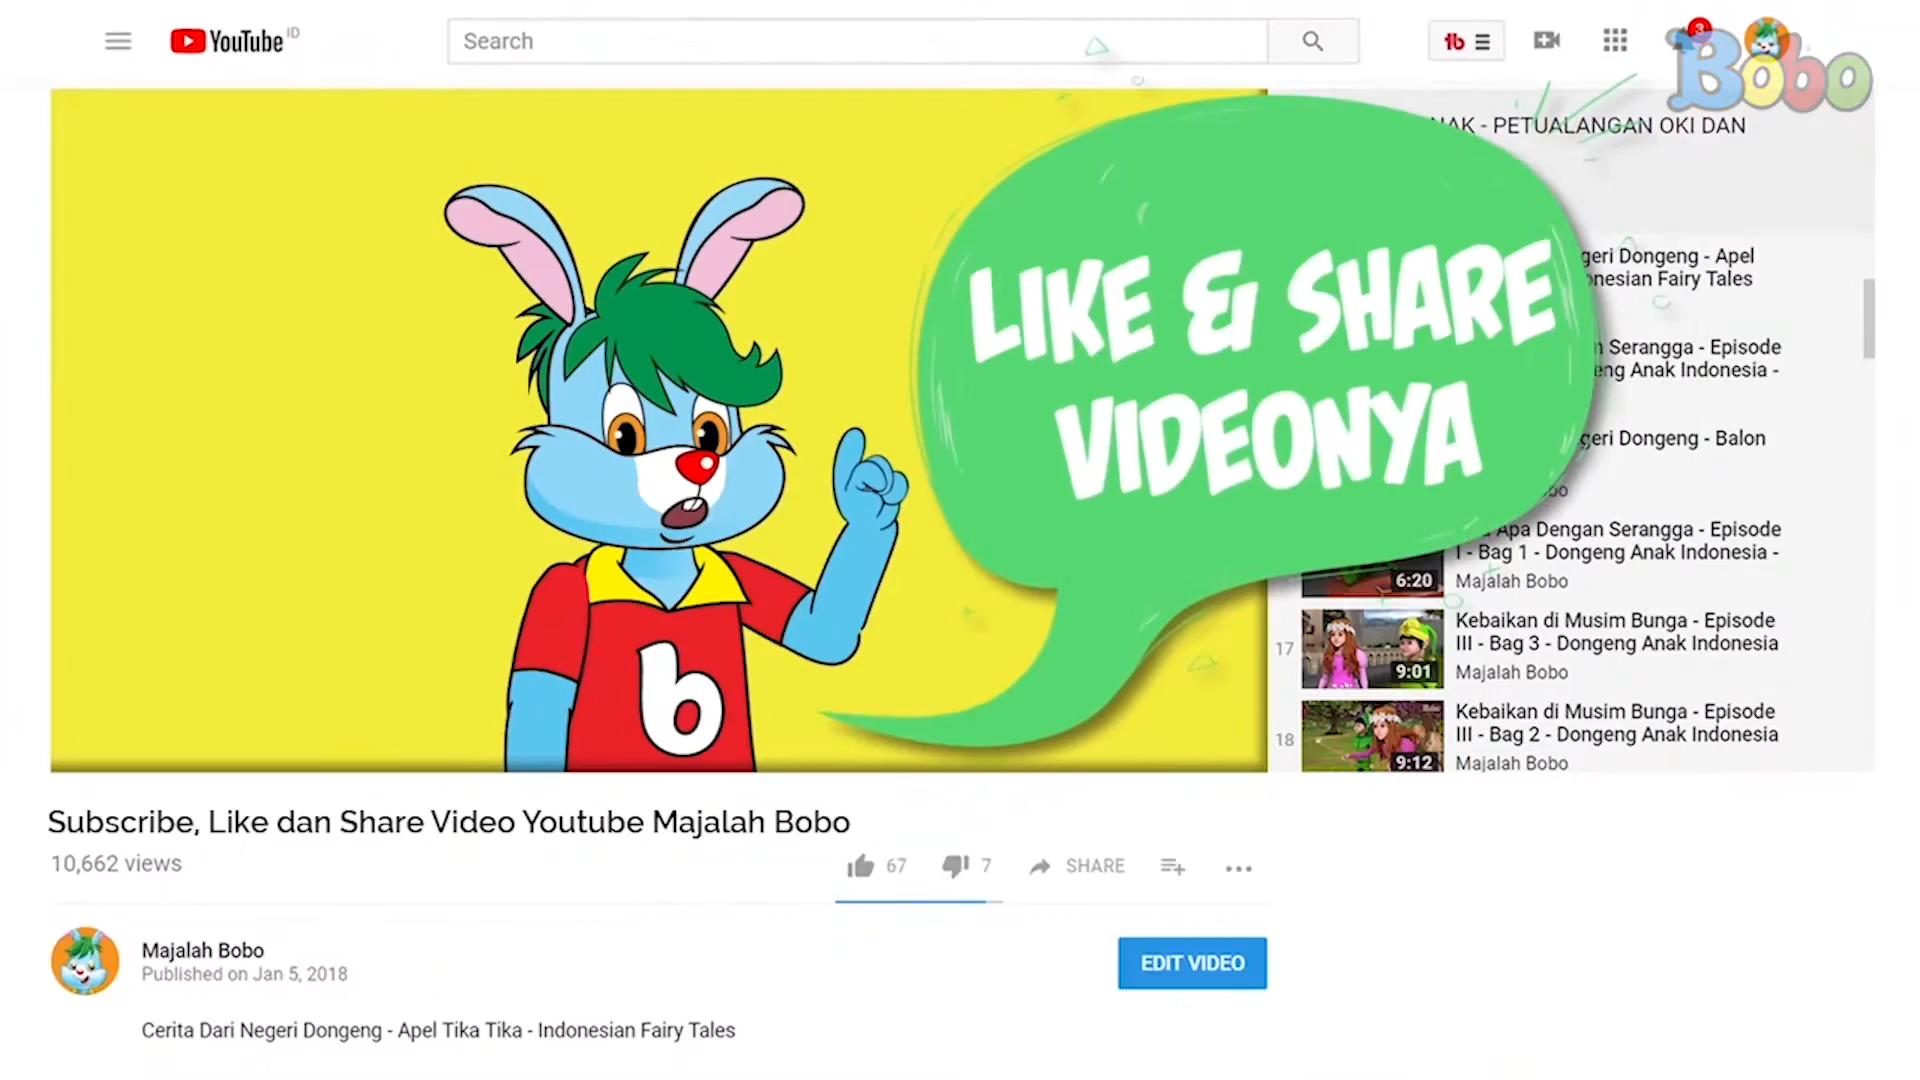 YouTube ID
Search
3
Bobo
LIKE & SHARE
VIDEONYA
b
- PETUALANGAN OKI DAN
Dongeng - Apel
Fairy Tales
Serangga - Episode
Anak Indonesia -
Dongeng - Balon
Apa Dengan Serangga - Episode
I - Bag 1 - Dongeng Anak Indonesia -
6:20
Majalah Bobo
17
9:01
Kebaikan di Musim Bunga - Episode
III - Bag 3 - Dongeng Anak Indonesia
Majalah Bobo
18
9:12
Kebaikan di Musim Bunga - Episode
III - Bag 2 - Dongeng Anak Indonesia
Majalah Bobo
Subscribe, Like dan Share Video Youtube Majalah Bobo
10,662 views
67
7
SHARE
Majalah Bobo
Published on Jan 5, 2018
EDIT VIDEO
Cerita Dari Negeri Dongeng - Apel Tika Tika - Indonesian Fairy Tales